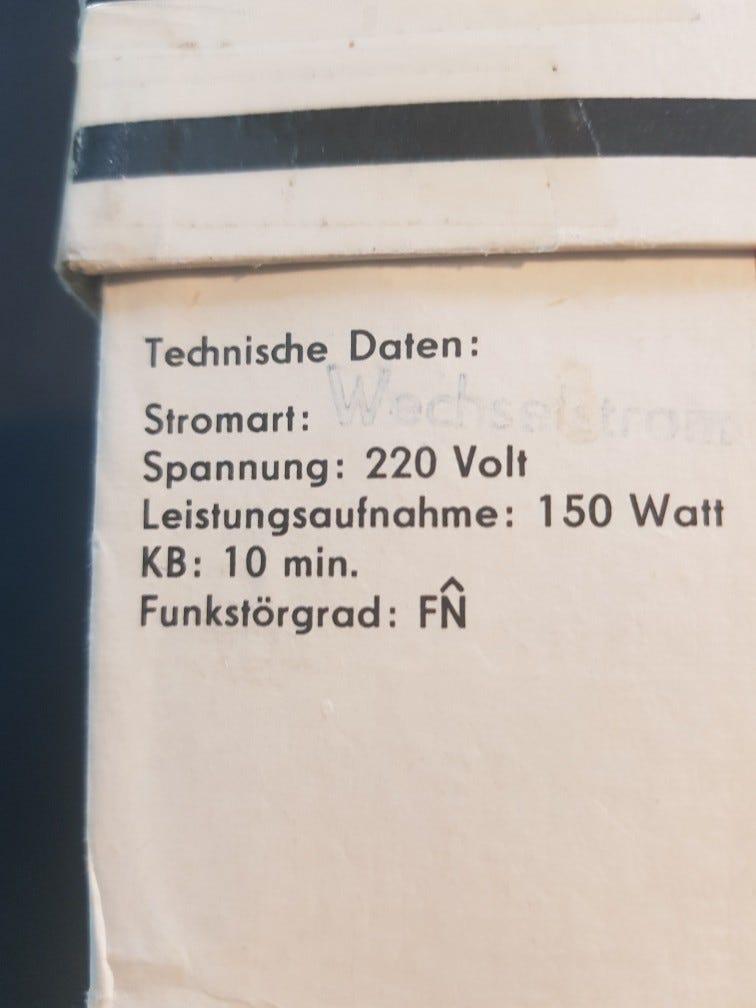 Technische Daten:
Stromart: Wechselstrom
Spannung: 220 Volt
Leistungsaufnahme: 150 Watt
KB: 10 min.
Funkstörgrad: FN̂